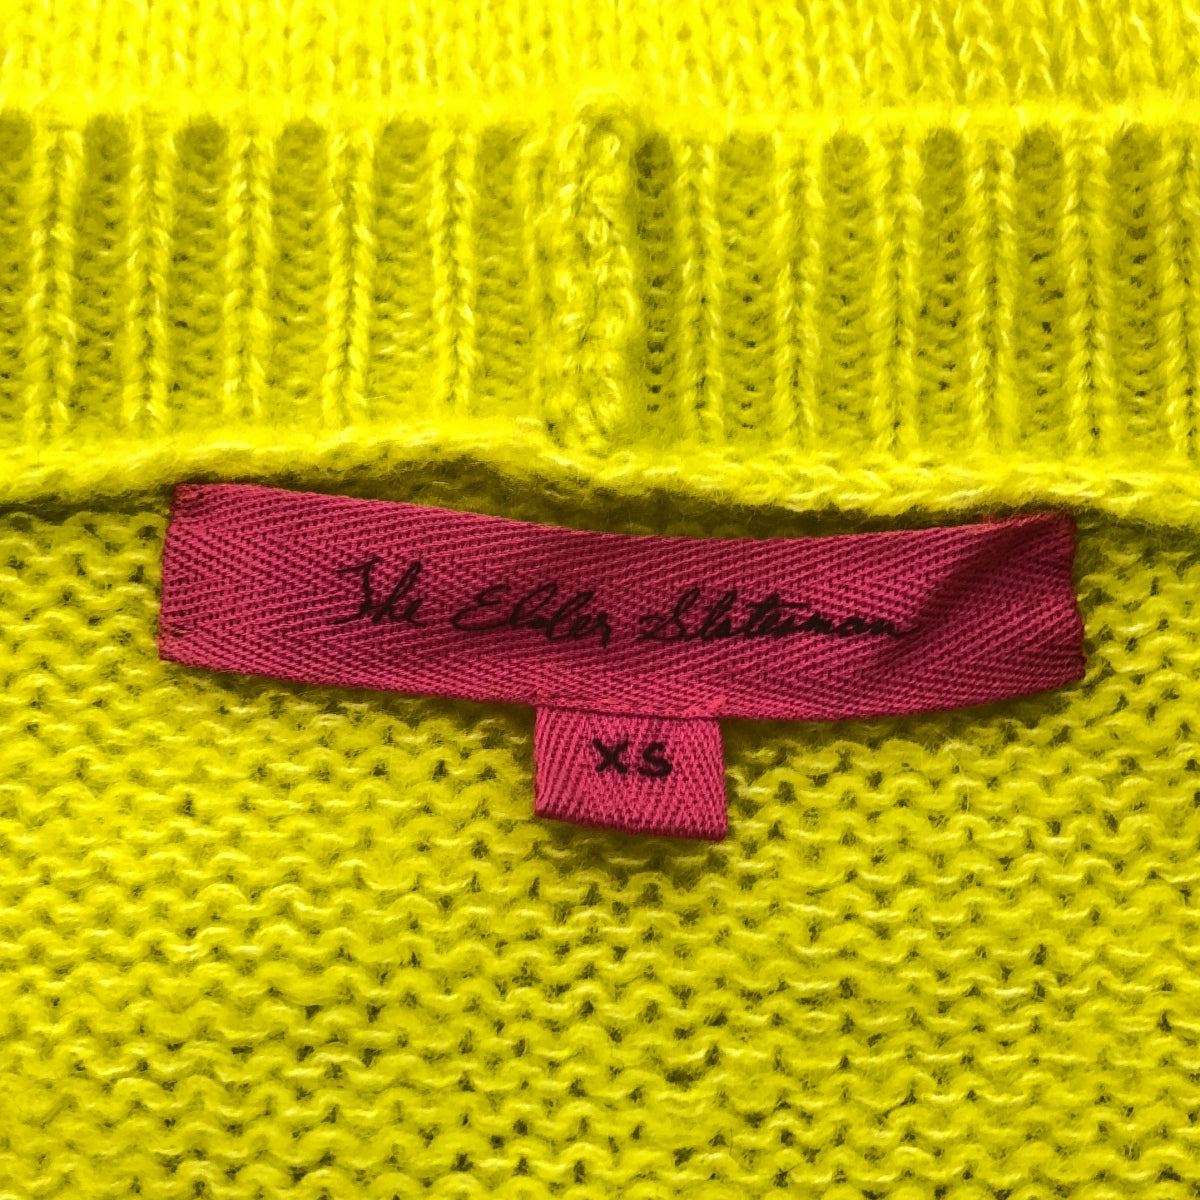 The Elder Statesman
XS